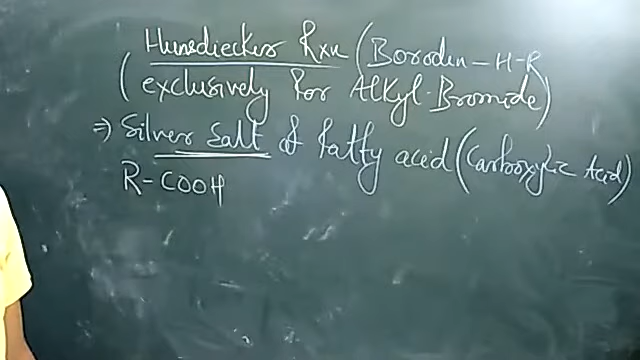 Hunsdiecker Rxn (Borodin-H-R
(exclusively for Alkyl-Bromide)
⇒ Silver Salt of Fatty acid (Carboxylic Acid)
R-COOH